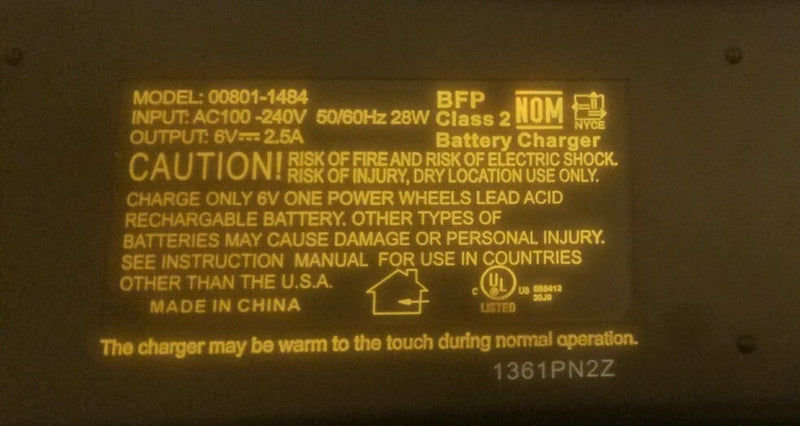 MODEL: 00801-1484
INPUT: AC100 -240V 50/60Hz 28W
OUTPUT: 6V⎓2.5A
BFP
Class 2
Battery Charger
NOM
NYCE
CAUTION! RISK OF FIRE AND RISK OF ELECTRIC SHOCK.
RISK OF INJURY, DRY LOCATION USE ONLY.
CHARGE ONLY 6V ONE POWER WHEELS LEAD ACID
RECHARGABLE BATTERY. OTHER TYPES OF
BATTERIES MAY CAUSE DAMAGE OR PERSONAL INJURY.
SEE INSTRUCTION MANUAL FOR USE IN COUNTRIES
OTHER THAN THE U.S.A.
MADE IN CHINA
C UL US
LISTED
30J9
The charger may be warm to the touch during normal operation.
1361PN2Z